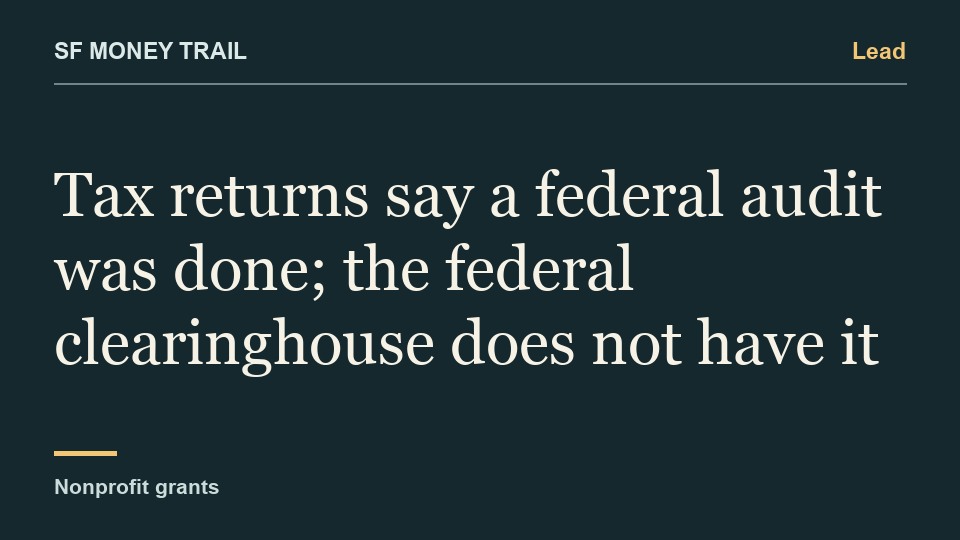 SF MONEY TRAIL
Lead
Tax returns say a federal audit
was done; the federal
clearinghouse does not have it
Nonprofit grants